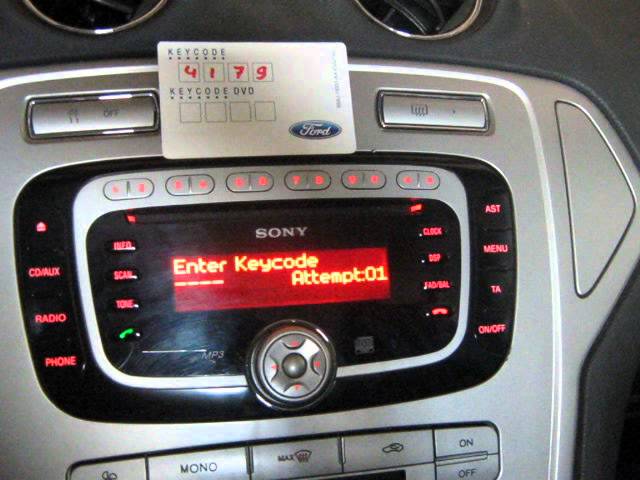 KEYCODE
4179
KEYCODE DVD
Ford
OFF
SONY
INFO
SCAN
TONE
CD/AUX
RADIO
PHONE
Enter Keycode
----- Attempt:01
CLOCK
DSP
FAD/BAL
AST
MENU
TA
ON/OFF
MP3
MONO
MAX
ON
OFF